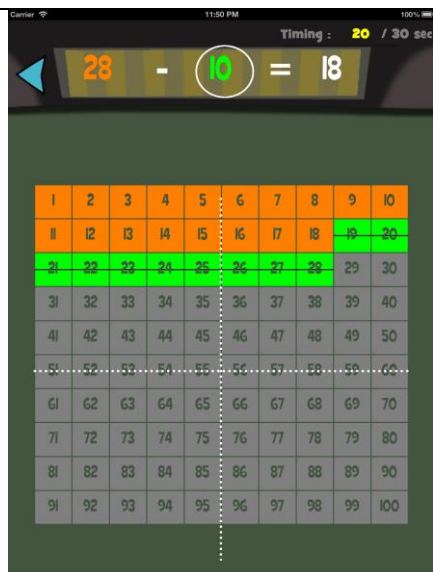 Carrier 11:50 PM 100%
Timing : 20 / 30 sec
28 - 10 = 18
1 2 3 4 5 6 7 8 9 10
11 12 13 14 15 16 17 18 19 20
21 22 23 24 25 26 27 28 29 30
31 32 33 34 35 36 37 38 39 40
41 42 43 44 45 46 47 48 49 50
51 52 53 54 55 56 57 58 59 60
61 62 63 64 65 66 67 68 69 70
71 72 73 74 75 76 77 78 79 80
81 82 83 84 85 86 87 88 89 90
91 92 93 94 95 96 97 98 99 100